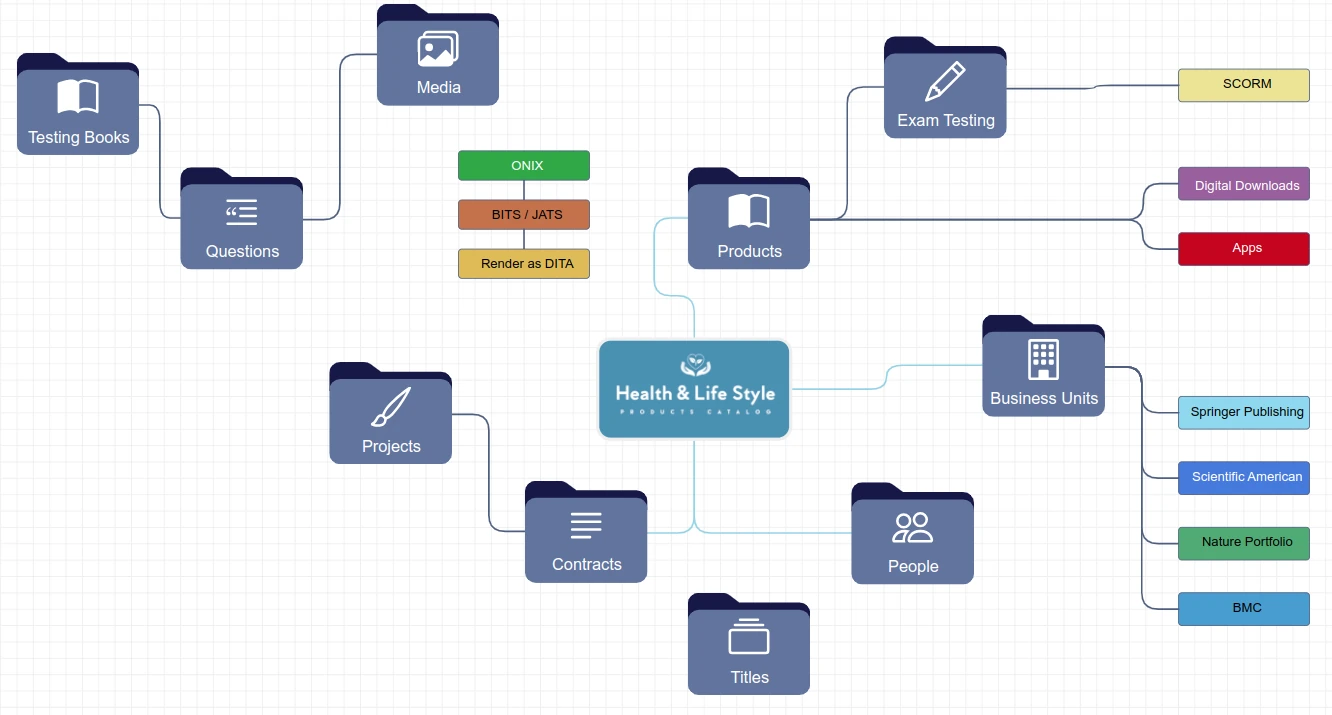 Media
Testing Books
Exam Testing
SCORM
ONIX
Digital Downloads
BITS / JATS
Questions
Products
Apps
Render as DITA
Health & Life Style
PRODUCTS CATALOG
Business Units
Springer Publishing
Projects
Scientific American
Nature Portfolio
Contracts
People
BMC
Titles